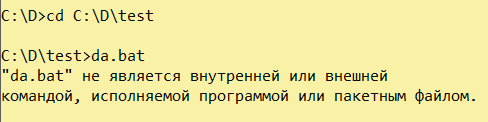 C:\D>cd C:\D\test
C:\D\test>da.bat
"da.bat" не является внутренней или внешней
командой, исполняемой программой или пакетным файлом.